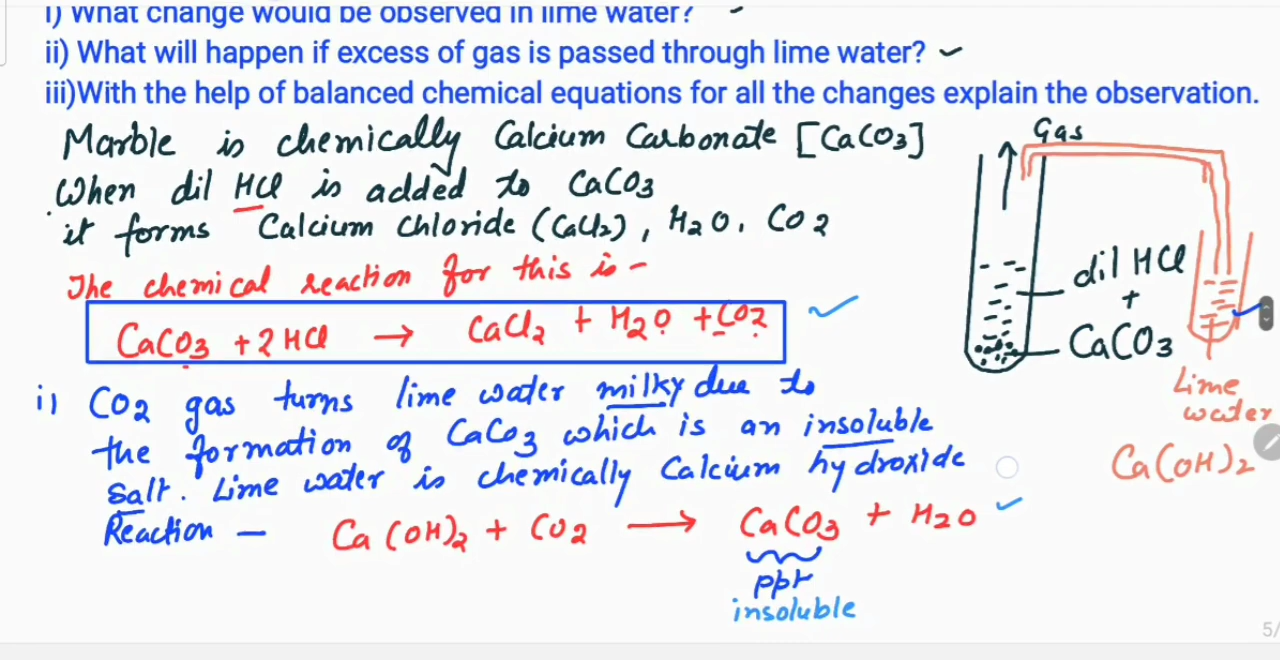 i) What change would be observed in lime water?
ii) What will happen if excess of gas is passed through lime water?
iii)With the help of balanced chemical equations for all the changes explain the observation.
Marble is chemically Calcium Carbonate [CaCO3]
When dil HCl is added to CaCO3
it forms Calcium Chloride (CaCl2), H2O, CO2
The chemical reaction for this is -
CaCO3 + 2HCl → CaCl2 + H2O + CO2
i) CO2 gas turns lime water milky due to
the formation of CaCO3 which is an insoluble
Salt. Lime water is chemically Calcium hydroxide
Reaction - Ca(OH)2 + CO2 → CaCO3 + H2O
ppt
insoluble
Gas
dil HCl
+
CaCO3
Lime
water
Ca(OH)2
5/